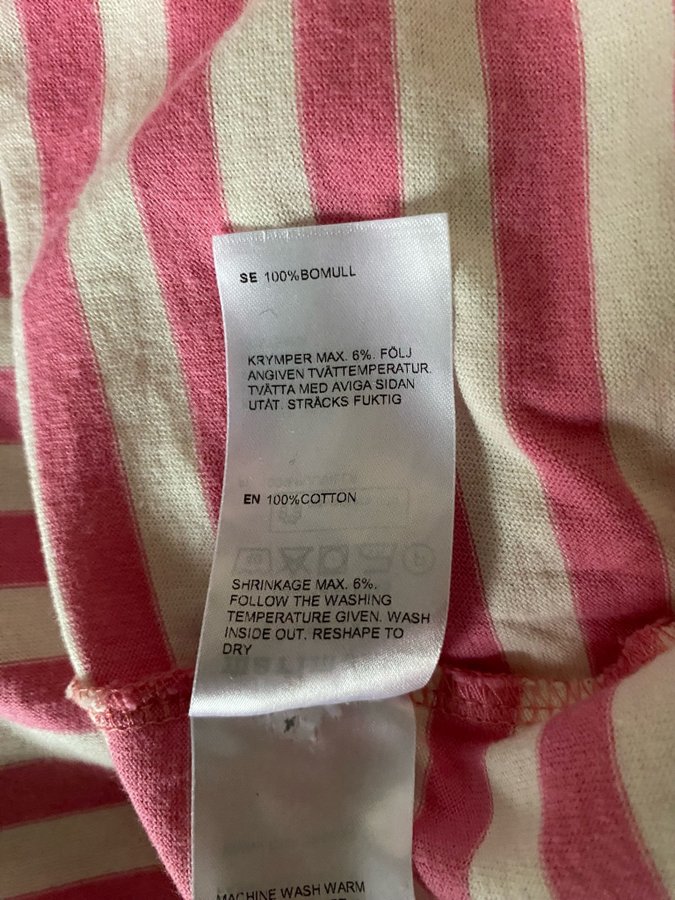 SE 100%BOMULL
KRYMPER MAX. 6%. FÖLJ
ANGIVEN TVÄTTEMPERATUR.
TVÄTTA MED AVIGA SIDAN
UTÅT. STRÄCKS FUKTIG
EN 100%COTTON
SHRINKAGE MAX. 6%.
FOLLOW THE WASHING
TEMPERATURE GIVEN. WASH
INSIDE OUT. RESHAPE TO
DRY
MACHINE WASH WARM